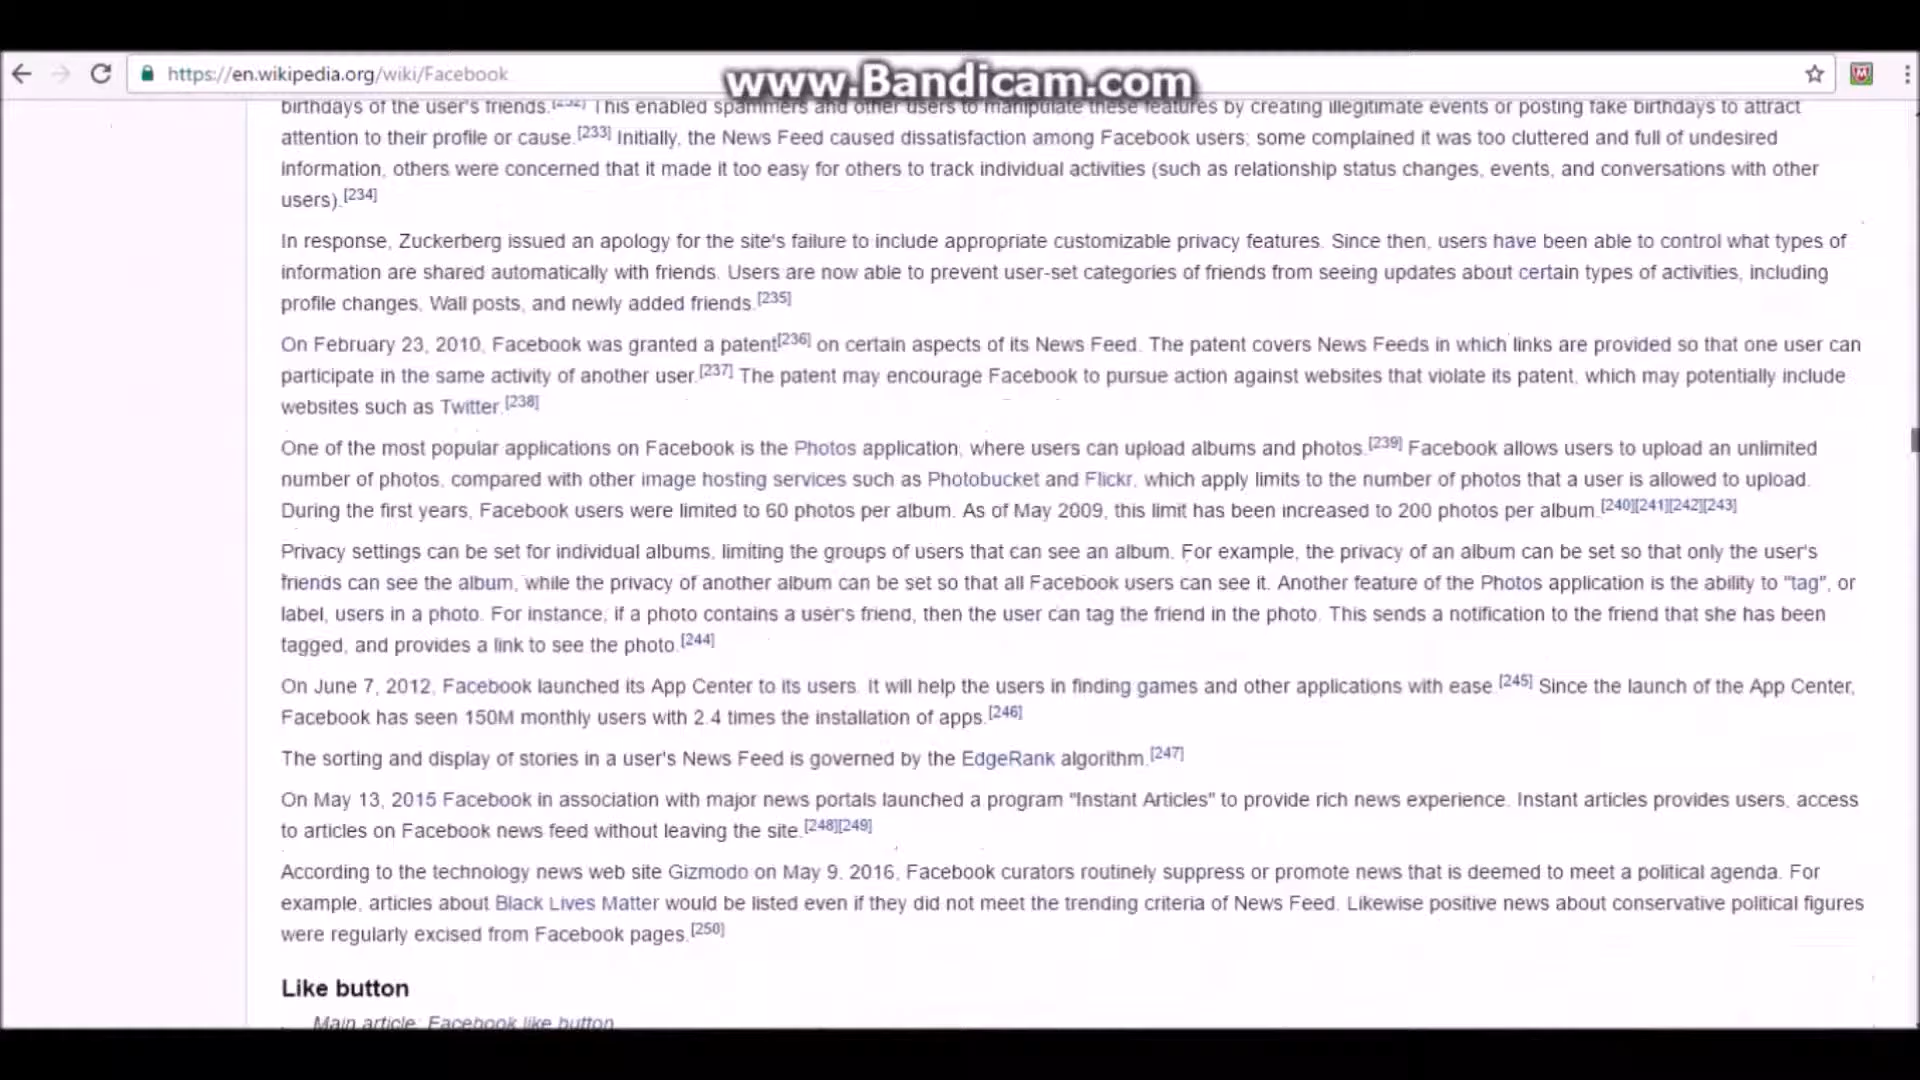 https://en.wikipedia.org/wiki/Facebook
www.Bandicam.com
birthdays of the user's friends.[232] This enabled spammers and other users to manipulate these features by creating illegitimate events or posting fake birthdays to attract
attention to their profile or cause.[233] Initially, the News Feed caused dissatisfaction among Facebook users; some complained it was too cluttered and full of undesired
information, others were concerned that it made it too easy for others to track individual activities (such as relationship status changes, events, and conversations with other
users).[234]
In response, Zuckerberg issued an apology for the site's failure to include appropriate customizable privacy features. Since then, users have been able to control what types of
information are shared automatically with friends. Users are now able to prevent user-set categories of friends from seeing updates about certain types of activities, including
profile changes, Wall posts, and newly added friends.[235]
On February 23, 2010, Facebook was granted a patent[236] on certain aspects of its News Feed. The patent covers News Feeds in which links are provided so that one user can
participate in the same activity of another user.[237] The patent may encourage Facebook to pursue action against websites that violate its patent, which may potentially include
websites such as Twitter.[238]
One of the most popular applications on Facebook is the Photos application, where users can upload albums and photos.[239] Facebook allows users to upload an unlimited
number of photos, compared with other image hosting services such as Photobucket and Flickr, which apply limits to the number of photos that a user is allowed to upload.
During the first years, Facebook users were limited to 60 photos per album. As of May 2009, this limit has been increased to 200 photos per album.[240][241][242][243]
Privacy settings can be set for individual albums, limiting the groups of users that can see an album. For example, the privacy of an album can be set so that only the user's
friends can see the album, while the privacy of another album can be set so that all Facebook users can see it. Another feature of the Photos application is the ability to "tag", or
label, users in a photo. For instance, if a photo contains a user's friend, then the user can tag the friend in the photo. This sends a notification to the friend that she has been
tagged, and provides a link to see the photo.[244]
On June 7, 2012, Facebook launched its App Center to its users. It will help the users in finding games and other applications with ease.[245] Since the launch of the App Center,
Facebook has seen 150M monthly users with 2.4 times the installation of apps.[246]
The sorting and display of stories in a user's News Feed is governed by the EdgeRank algorithm.[247]
On May 13, 2015 Facebook in association with major news portals launched a program "Instant Articles" to provide rich news experience. Instant articles provides users, access
to articles on Facebook news feed without leaving the site.[248][249]
According to the technology news web site Gizmodo on May 9, 2016, Facebook curators routinely suppress or promote news that is deemed to meet a political agenda. For
example, articles about Black Lives Matter would be listed even if they did not meet the trending criteria of News Feed. Likewise positive news about conservative political figures
were regularly excised from Facebook pages.[250]
Like button
Main article: Facebook like button